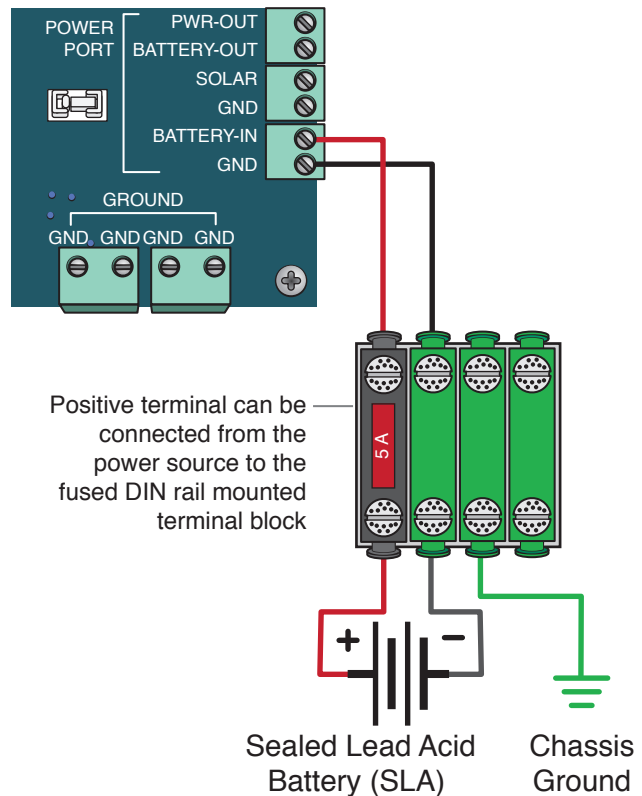 POWER
PORT
PWR-OUT
BATTERY-OUT
SOLAR
GND
BATTERY-IN
GND
GROUND
GND GND GND GND
Positive terminal can be
connected from the
power source to the
fused DIN rail mounted
terminal block
5 A
+ −
Sealed Lead Acid
Battery (SLA)
Chassis
Ground